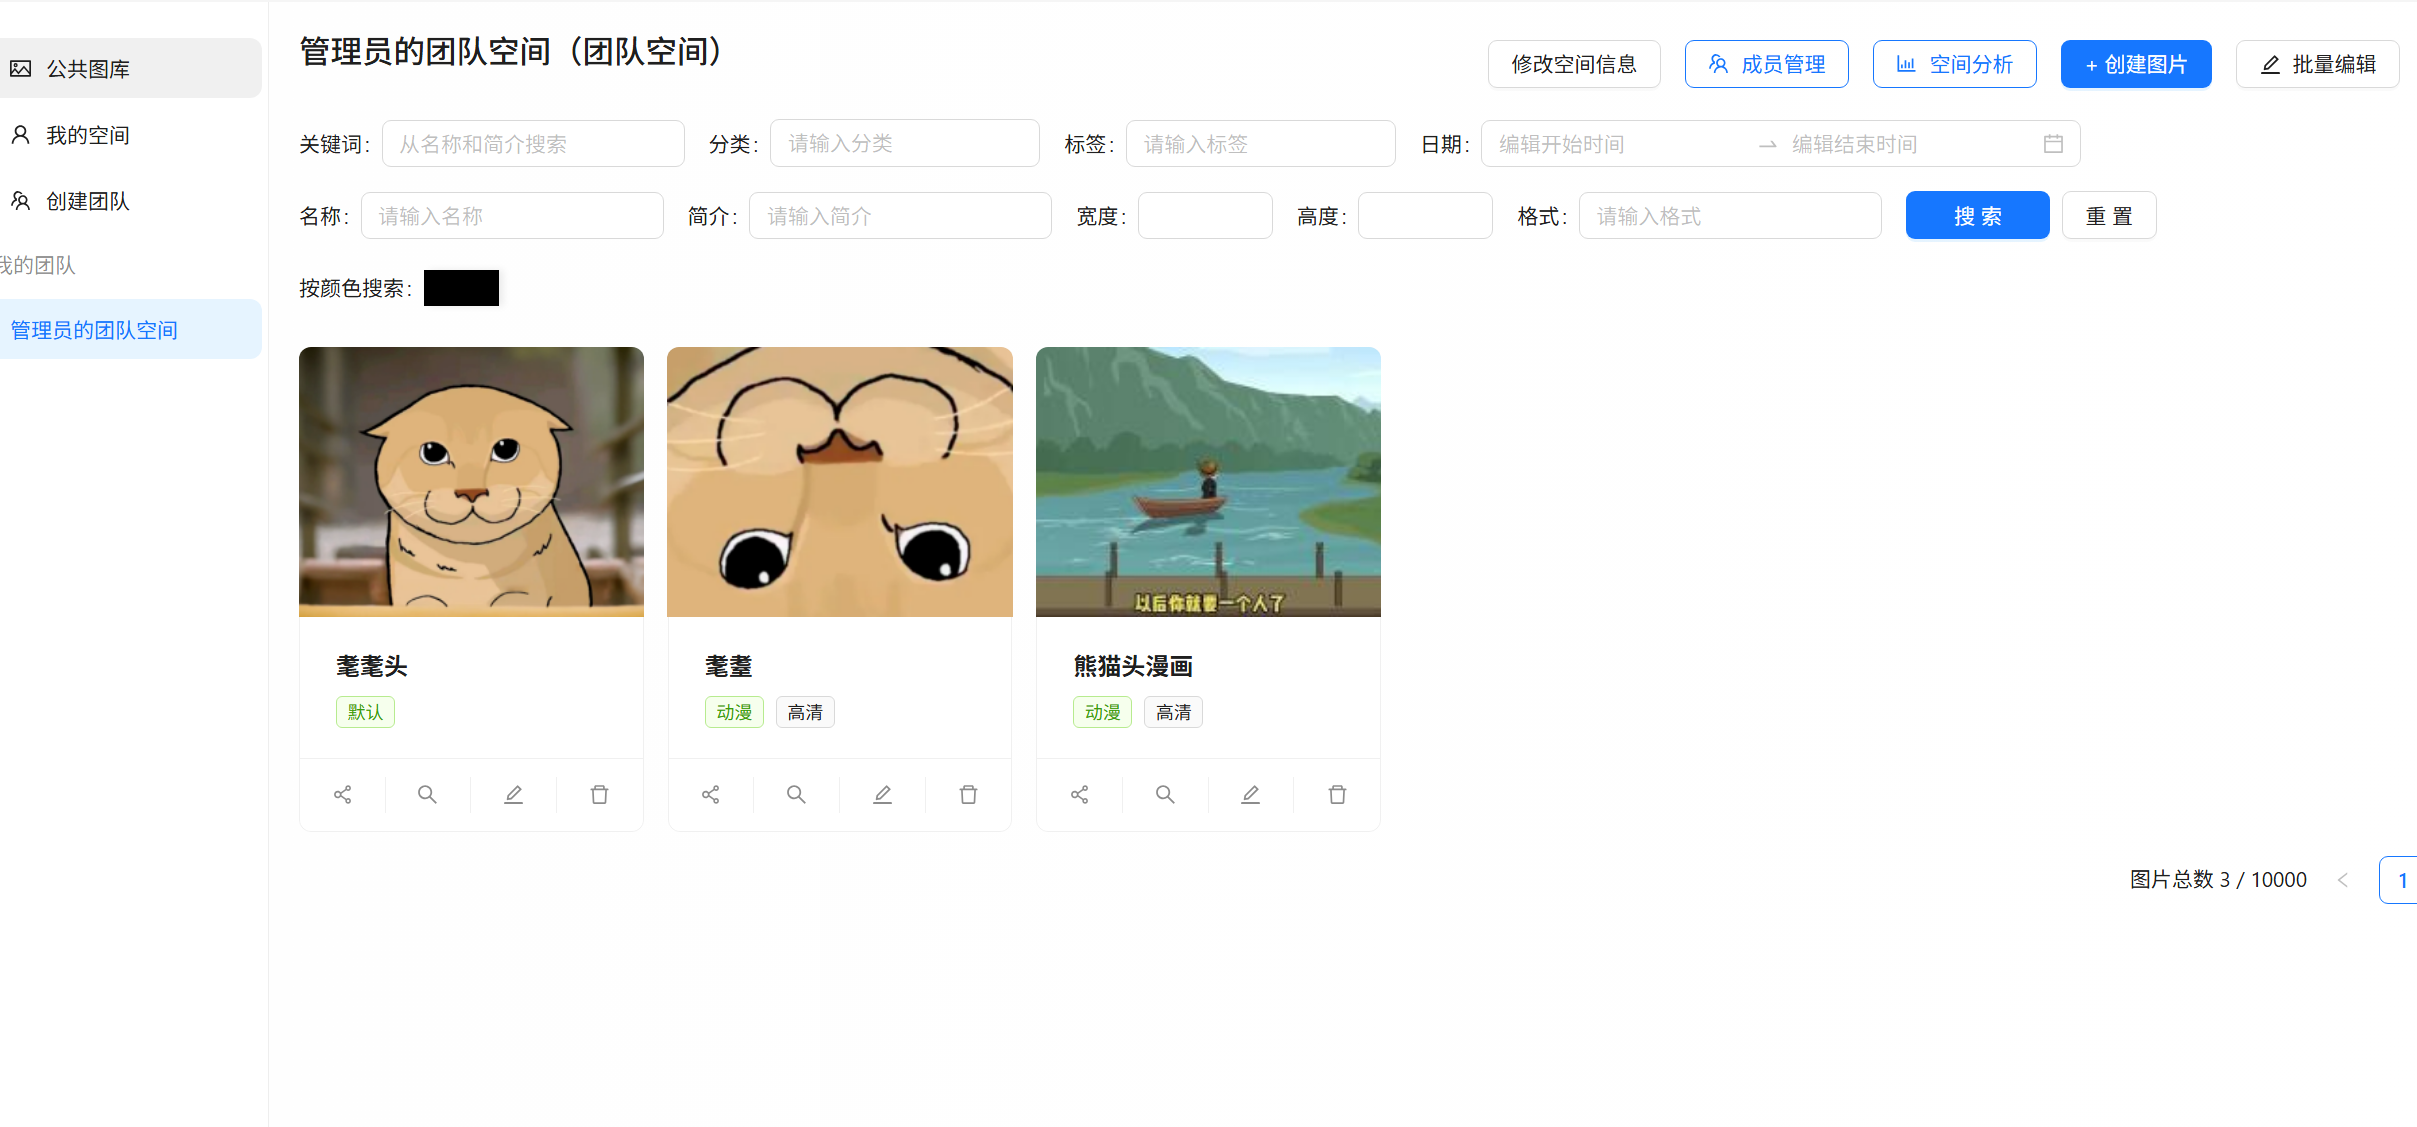 公共图库
我的空间
创建团队
我的团队
管理员的团队空间
管理员的团队空间（团队空间）
修改空间信息
成员管理
空间分析
+ 创建图片
批量编辑
关键词: 从名称和简介搜索
分类: 请输入分类
标签: 请输入标签
日期: 编辑开始时间 编辑结束时间
名称: 请输入名称
简介: 请输入简介
宽度:
高度:
格式: 请输入格式
搜 索
重 置
按颜色搜索:
耄耄头
默认
耄耋
动漫 高清
以后你就要一个人了
熊猫头漫画
动漫 高清
图片总数 3 / 10000
1